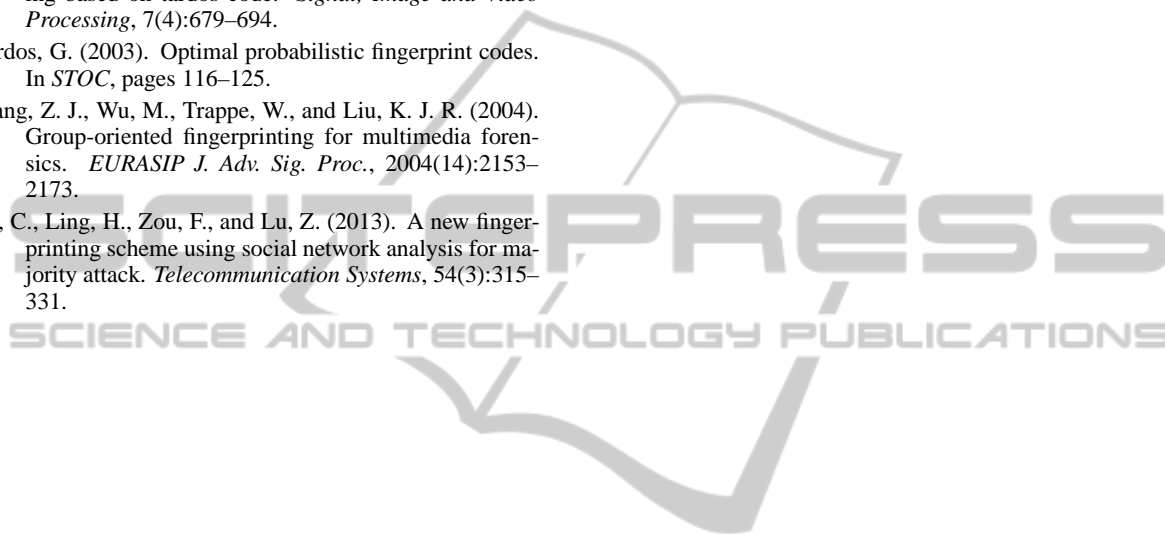 ing based on tardos code. Signal, Image and Video
Processing, 7(4):679–694.
rdos, G. (2003). Optimal probabilistic fingerprint codes.
In STOC, pages 116–125.
ang, Z. J., Wu, M., Trappe, W., and Liu, K. J. R. (2004).
Group-oriented fingerprinting for multimedia foren-
sics. EURASIP J. Adv. Sig. Proc., 2004(14):2153–
2173.
, C., Ling, H., Zou, F., and Lu, Z. (2013). A new finger-
printing scheme using social network analysis for ma-
jority attack. Telecommunication Systems, 54(3):315–
331.
SCITEPRESS
SCIENCE AND TECHNOLOGY PUBLICATIONS